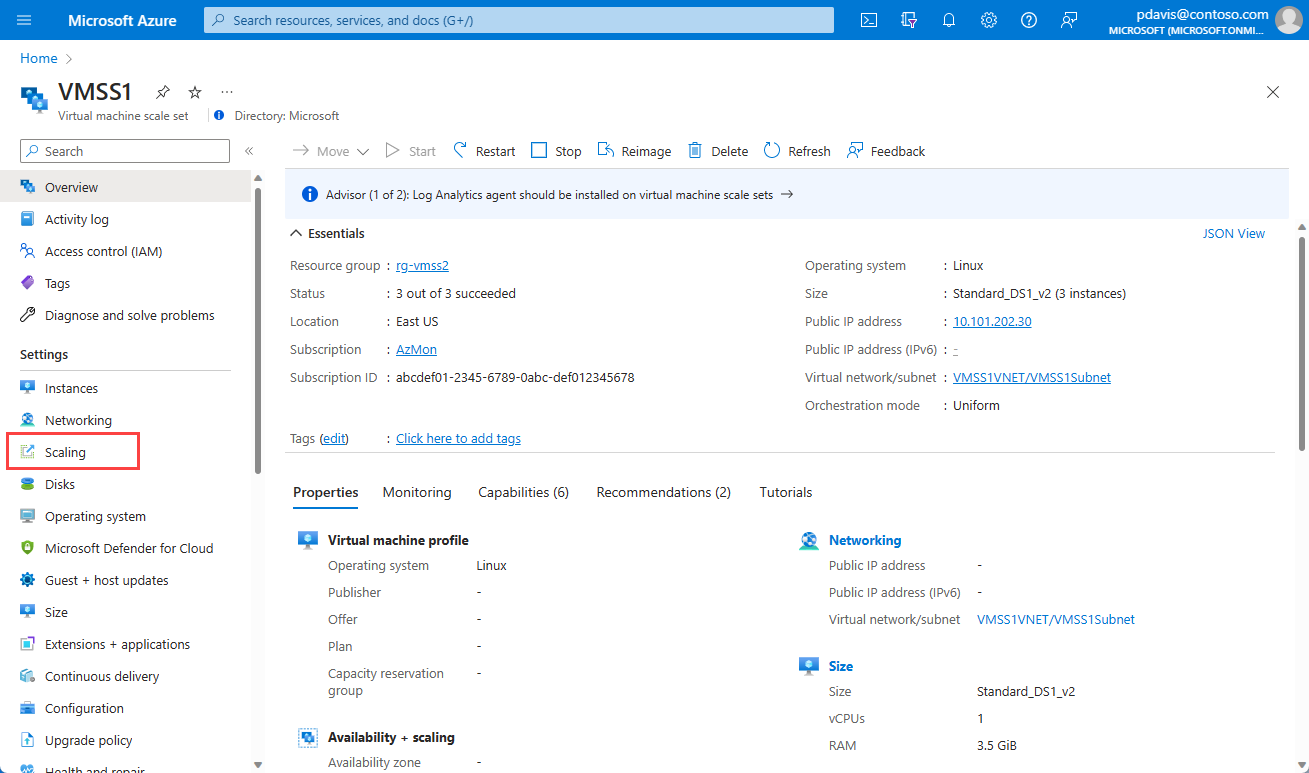 Microsoft Azure
Search resources, services, and docs (G+/)
pdavis@contoso.com
MICROSOFT (MICROSOFT.ONMI...
Home
VMSS1
Virtual machine scale set
Directory: Microsoft
Search
Overview
Activity log
Access control (IAM)
Tags
Diagnose and solve problems
Settings
Instances
Networking
Scaling
Disks
Operating system
Microsoft Defender for Cloud
Guest + host updates
Size
Extensions + applications
Continuous delivery
Configuration
Upgrade policy
Health and repair
Move Start Restart Stop Reimage Delete Refresh Feedback
Advisor (1 of 2): Log Analytics agent should be installed on virtual machine scale sets →
Essentials
JSON View
Resource group : rg-vmss2
Status : 3 out of 3 succeeded
Location : East US
Subscription : AzMon
Subscription ID : abcdef01-2345-6789-0abc-def012345678
Operating system : Linux
Size : Standard_DS1_v2 (3 instances)
Public IP address : 10.101.202.30
Public IP address (IPv6) : -
Virtual network/subnet : VMSS1VNET/VMSS1Subnet
Orchestration mode : Uniform
Tags (edit) : Click here to add tags
Properties Monitoring Capabilities (6) Recommendations (2) Tutorials
Virtual machine profile
Operating system Linux
Publisher -
Offer -
Plan -
Capacity reservation -
group
Availability + scaling
Availability zone -
Networking
Public IP address -
Public IP address (IPv6) -
Virtual network/subnet VMSS1VNET/VMSS1Subnet
Size
Size Standard_DS1_v2
vCPUs 1
RAM 3.5 GiB